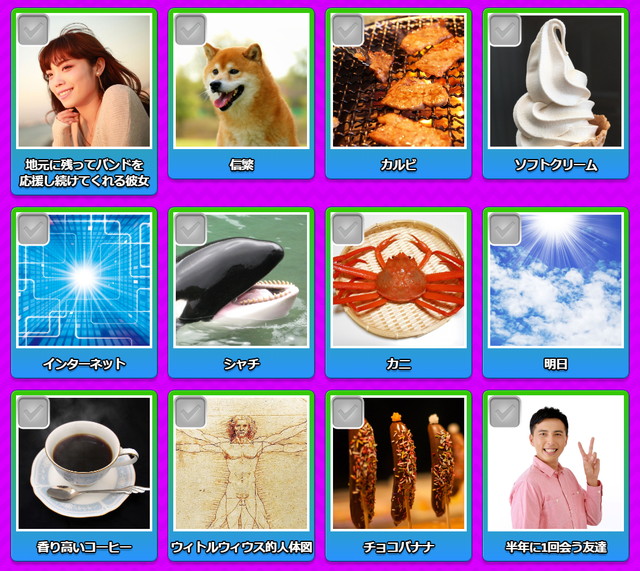 地元に残ってバンドを
応援し続けてくれる彼女
信繁
カルビ
ソフトクリーム
インターネット
シャチ
カニ
明日
香り高いコーヒー
ウィトルウィウス的人体図
チョコバナナ
半年に1回会う友達